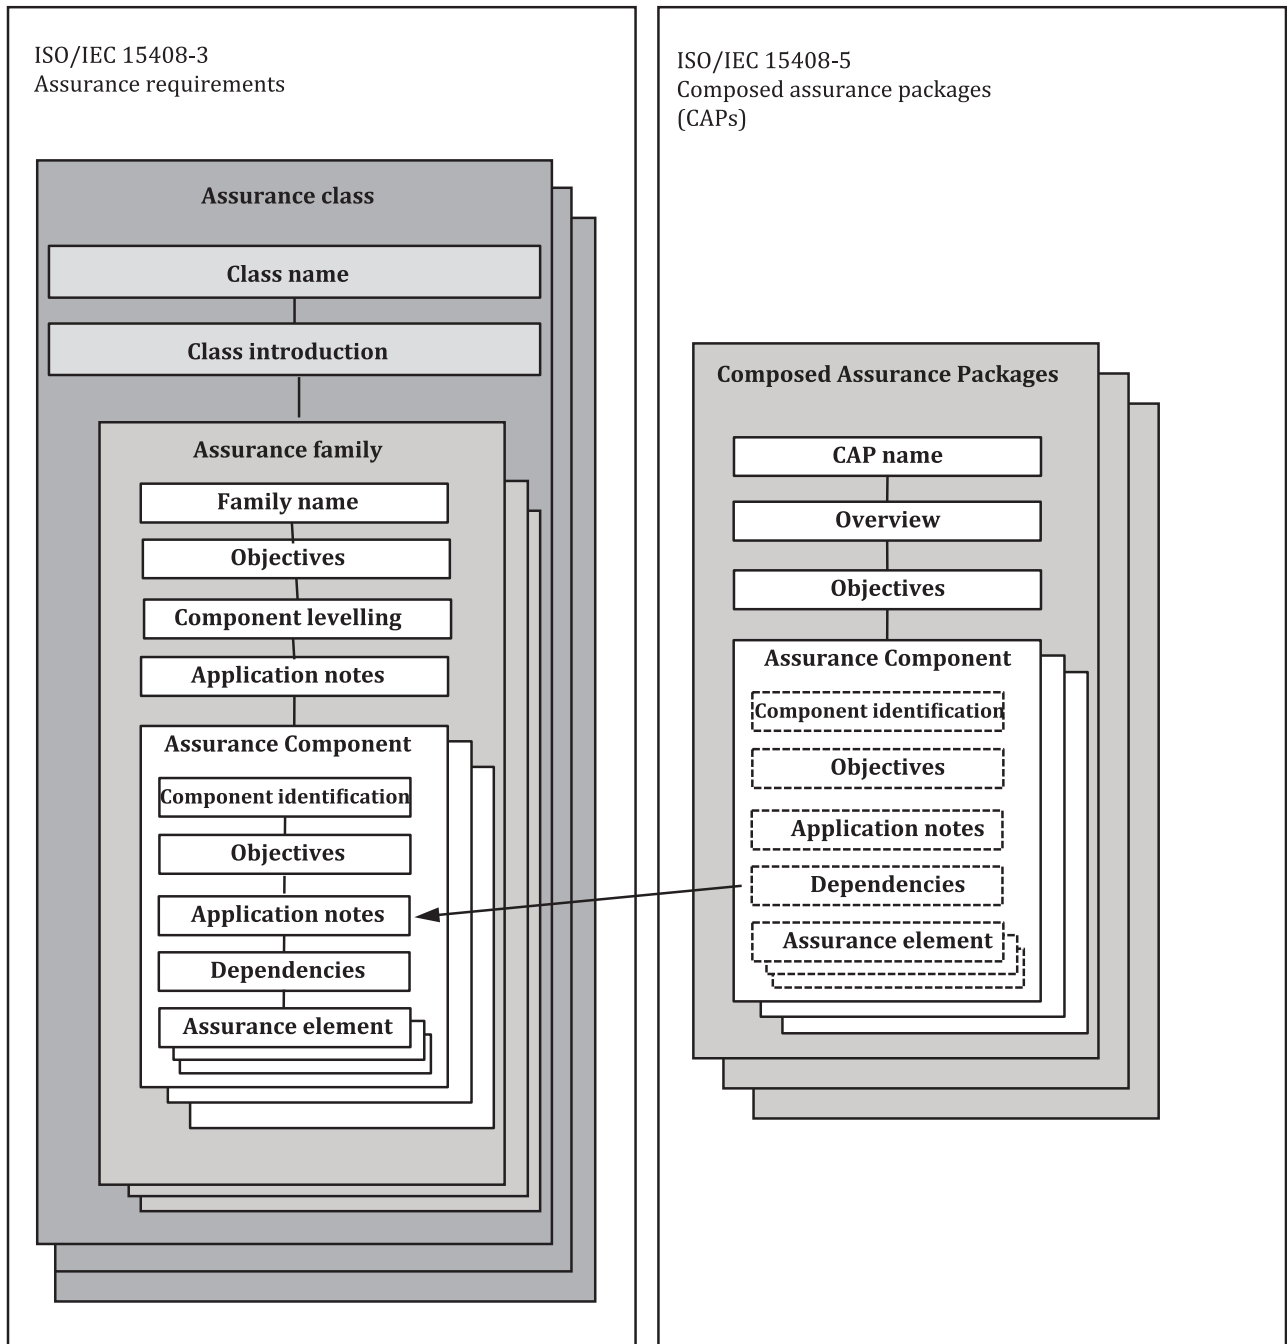 ISO/IEC 15408-3
Assurance requirements
Assurance class
Class name
Class introduction
Assurance family
Family name
Objectives
Component levelling
Application notes
Assurance Component
Component identification
Objectives
Application notes
Dependencies
Assurance element
ISO/IEC 15408-5
Composed assurance packages
(CAPs)
Composed Assurance Packages
CAP name
Overview
Objectives
Assurance Component
Component identification
Objectives
Application notes
Dependencies
Assurance element